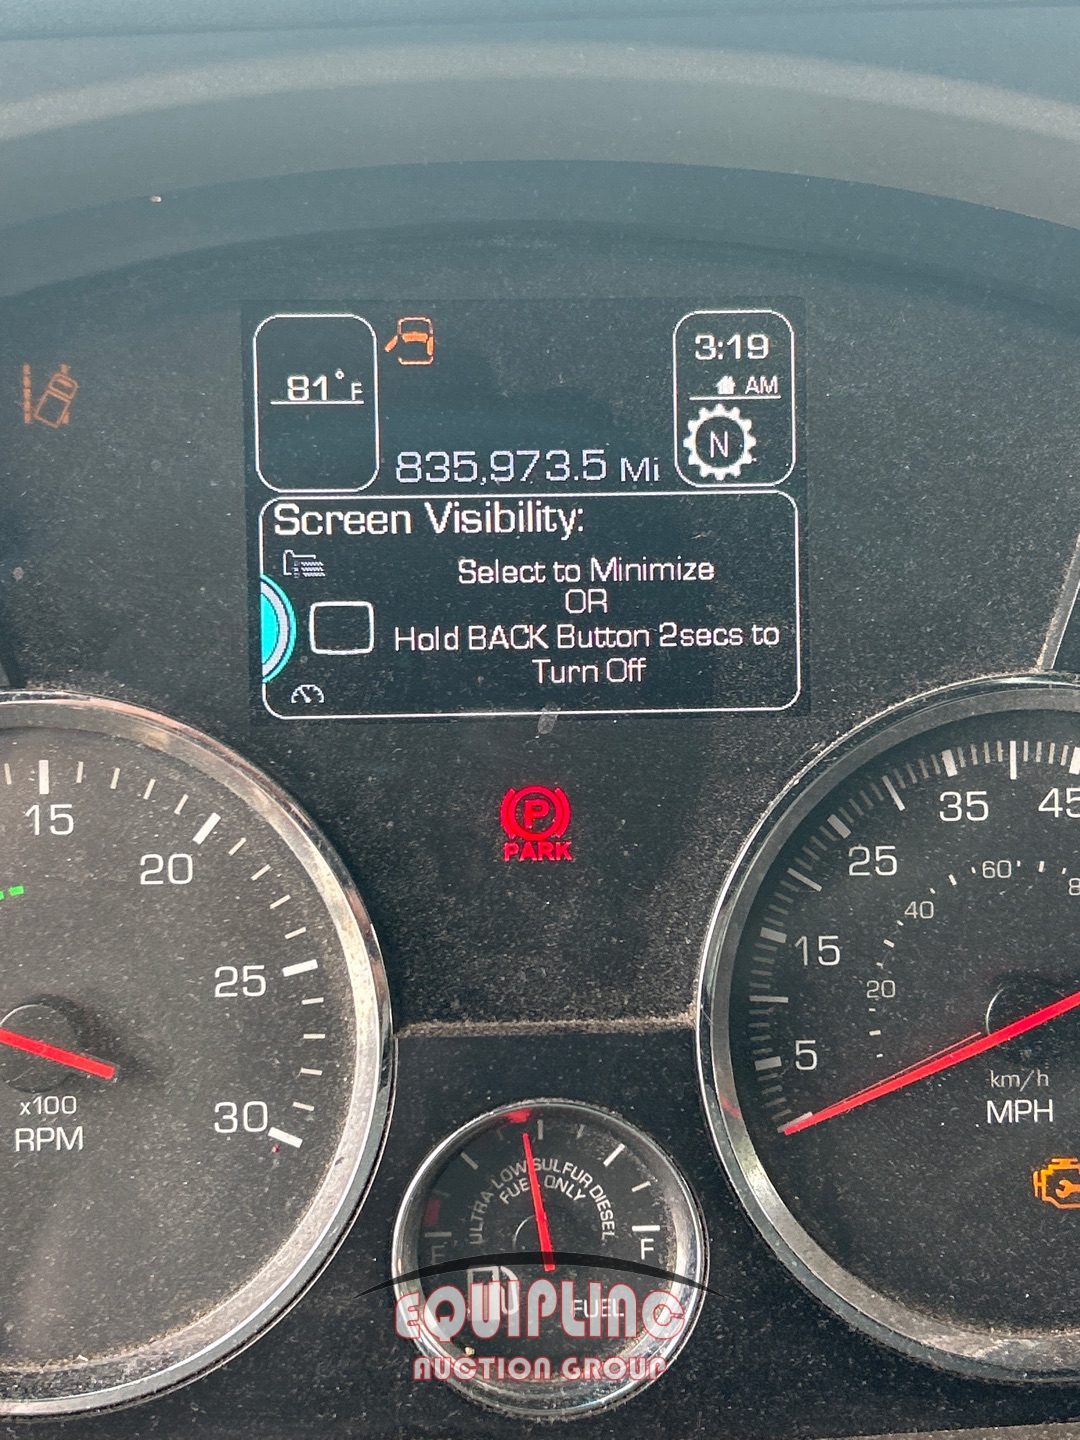 81°F
3:19
AM
N
835,973.5 Mi
Screen Visibility:
Select to Minimize
OR
Hold BACK Button 2secs to
Turn Off
P
PARK
15
20
25
30
x100
RPM
5
15
25
35
45
20
40
60
8
km/h
MPH
ULTRA LOW SULFUR DIESEL
FUEL ONLY
E
F
FUEL
EQUIPLINC
AUCTION GROUP